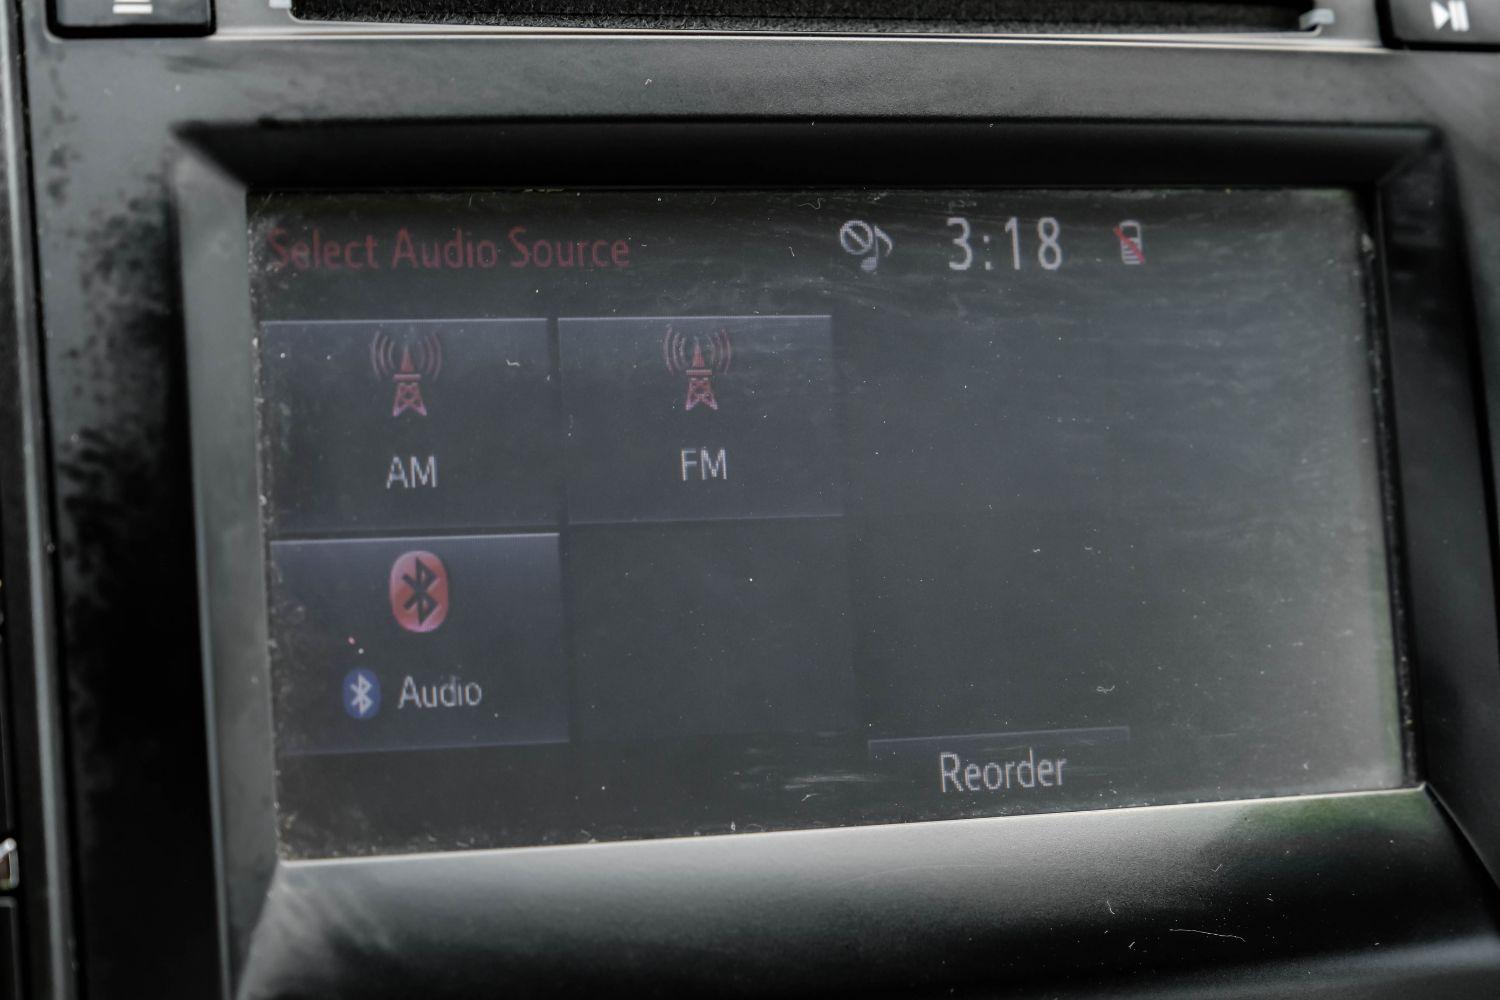 Select Audio Source
3:18
AM
FM
Audio
Reorder